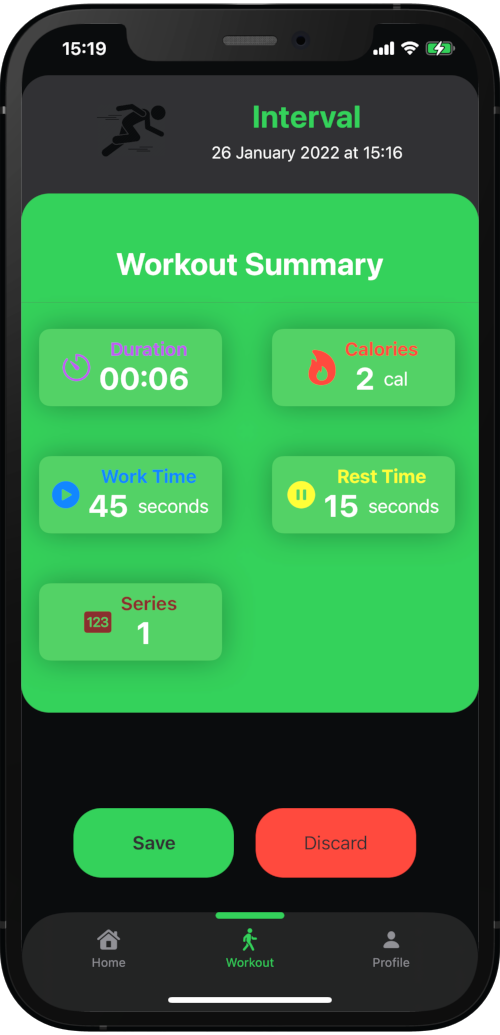 15:19
Interval
26 January 2022 at 15:16
Workout Summary
Duration
00:06
Calories
2 cal
Work Time
45 seconds
Rest Time
15 seconds
Series
123
1
Save
Discard
Home
Workout
Profile